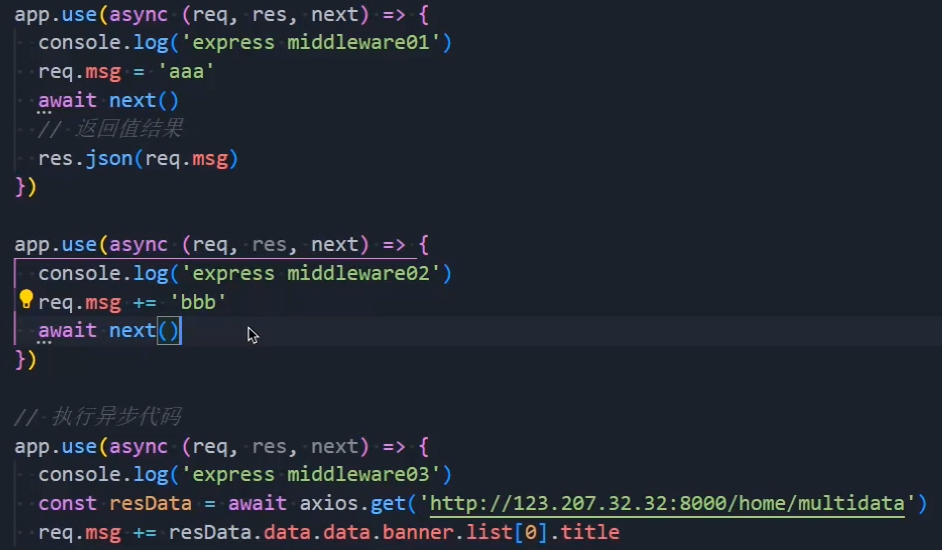 app.use(async (req, res, next) => {
  console.log('express middleware01')
  req.msg = 'aaa'
  await next()
  // 返回值结果
  res.json(req.msg)
})
app.use(async (req, res, next) => {
  console.log('express middleware02')
  req.msg += 'bbb'
  await next()
})
// 执行异步代码
app.use(async (req, res, next) => {
  console.log('express middleware03')
  const resData = await axios.get('http://123.207.32.32:8000/home/multidata')
  req.msg += resData.data.data.banner.list[0].title